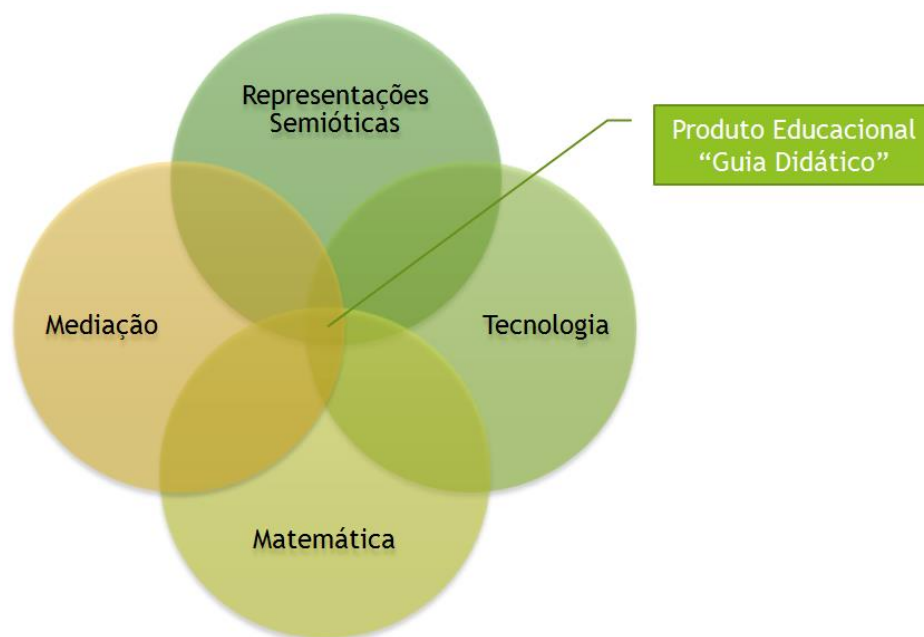 Representações
Semióticas
Produto Educacional
“Guia Didático”
Mediação
Tecnologia
Matemática